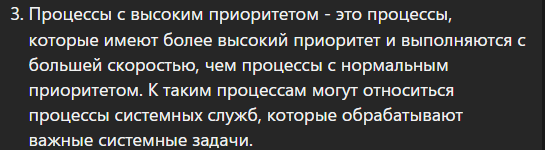 3. Процессы с высоким приоритетом - это процессы,
которые имеют более высокий приоритет и выполняются с
большей скоростью, чем процессы с нормальным
приоритетом. К таким процессам могут относиться
процессы системных служб, которые обрабатывают
важные системные задачи.